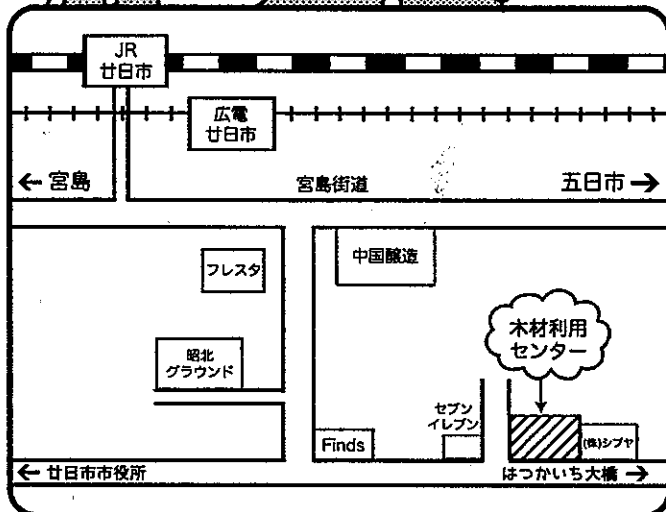 JR
廿日市
広電
廿日市
← 宮島
宮島街道
五日市 →
フレスタ
中国醸造
昭北
グラウンド
木材利用
センター
セブン
イレブン
Finds
(株)シブヤ
← 廿日市市役所
はつかいち大橋 →